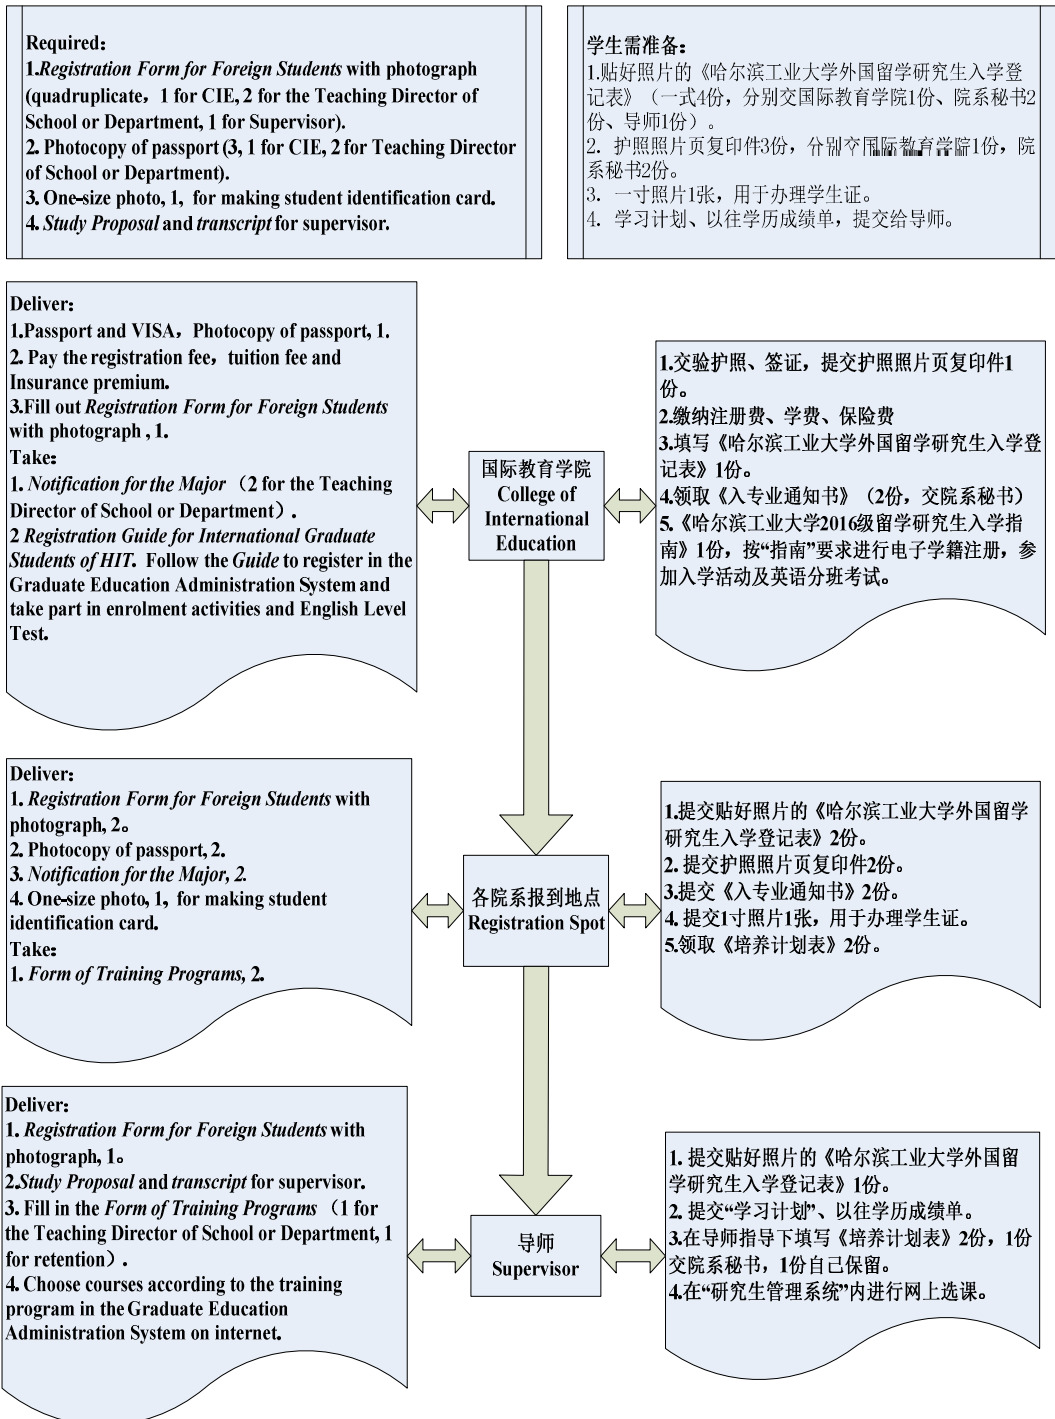 Required:
1.Registration Form for Foreign Students with photograph
(quadruplicate，1 for CIE, 2 for the Teaching Director of
School or Department, 1 for Supervisor).
2. Photocopy of passport (3, 1 for CIE, 2 for Teaching Director
of School or Department).
3. One-size photo, 1, for making student identification card.
4. Study Proposal and transcript for supervisor.
学生需准备：
1.贴好照片的《哈尔滨工业大学外国留学研究生入学登
记表》（一式4份，分别交国际教育学院1份、院系秘书2
份、导师1份）。
2. 护照照片页复印件3份，分别交国际教育学院1份，院
系秘书2份。
3. 一寸照片1张，用于办理学生证。
4. 学习计划、以往学历成绩单，提交给导师。
Deliver:
1.Passport and VISA，Photocopy of passport, 1.
2. Pay the registration fee，tuition fee and
Insurance premium.
3.Fill out Registration Form for Foreign Students
with photograph , 1.
Take:
1. Notification for the Major （2 for the Teaching
Director of School or Department）.
2 Registration Guide for International Graduate
Students of HIT. Follow the Guide to register in the
Graduate Education Administration System and
take part in enrolment activities and English Level
Test.
国际教育学院
College of
International
Education
1.交验护照、签证，提交护照照片页复印件1
份。
2.缴纳注册费、学费、保险费
3.填写《哈尔滨工业大学外国留学研究生入学登
记表》1份。
4.领取《入专业通知书》（2份，交院系秘书）
5.《哈尔滨工业大学2016级留学研究生入学指
南》1份，按“指南”要求进行电子学籍注册，参
加入学活动及英语分班考试。
Deliver:
1. Registration Form for Foreign Students with
photograph, 2。
2. Photocopy of passport, 2.
3. Notification for the Major, 2.
4. One-size photo, 1, for making student
identification card.
Take:
1. Form of Training Programs, 2.
各院系报到地点
Registration Spot
1.提交贴好照片的《哈尔滨工业大学外国留学
研究生入学登记表》2份。
2. 提交护照照片页复印件2份。
3.提交《入专业通知书》2份。
4. 提交1寸照片1张，用于办理学生证。
5.领取《培养计划表》2份。
Deliver:
1. Registration Form for Foreign Students with
photograph, 1。
2.Study Proposal and transcript for supervisor.
3. Fill in the Form of Training Programs （1 for
the Teaching Director of School or Department, 1
for retention）.
4. Choose courses according to the training
program in the Graduate Education
Administration System on internet.
导师
Supervisor
1. 提交贴好照片的《哈尔滨工业大学外国留
学研究生入学登记表》1份。
2. 提交“学习计划”、以往学历成绩单。
3.在导师指导下填写《培养计划表》2份，1份
交院系秘书，1份自己保留。
4.在“研究生管理系统”内进行网上选课。